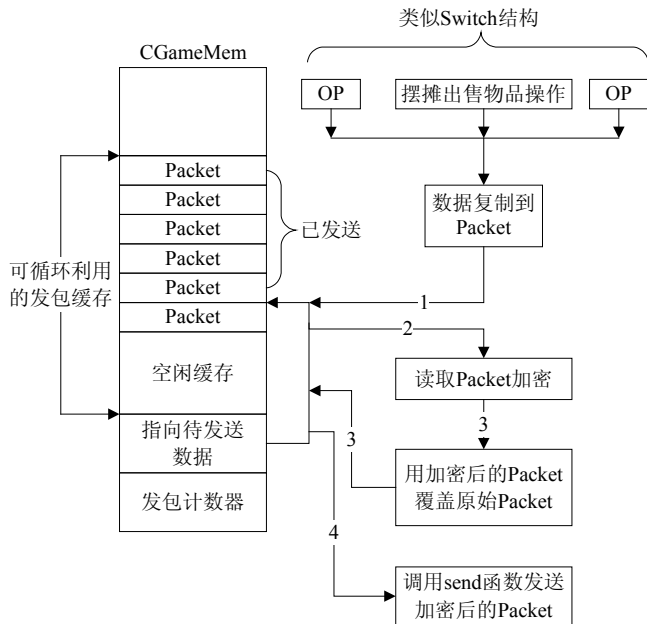 类似Switch结构
CGameMem
OP
摆摊出售物品操作
OP
Packet
Packet
Packet
Packet
Packet
Packet
已发送
可循环利用
的发包缓存
数据复制到
Packet
1
2
空闲缓存
读取Packet加密
3
3
指向待发送
数据
用加密后的Packet
覆盖原始Packet
发包计数器
4
调用send函数发送
加密后的Packet